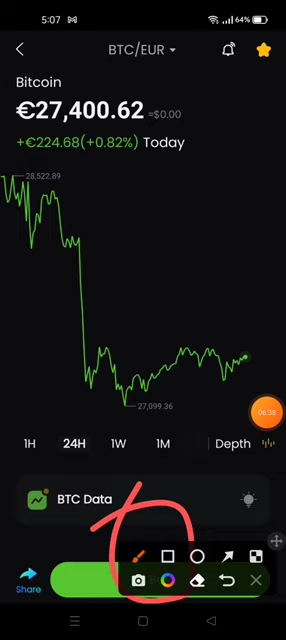 5:07
64%
BTC/EUR
Bitcoin
€27,400.62 ≈$0.00
+€224.68(+0.82%) Today
28,522.89
27,099.36
06:38
1H 24H 1W 1M Depth
BTC Data
Share